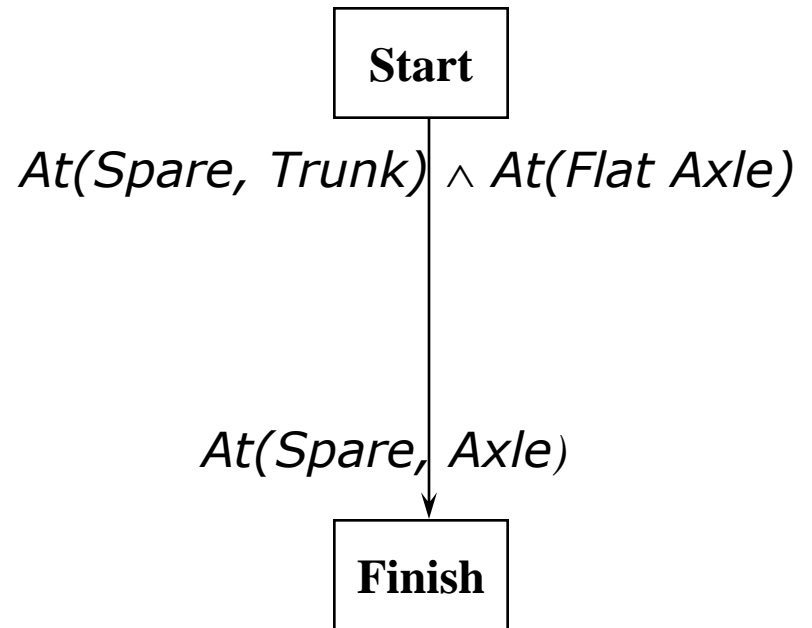 Start
At(Spare, Trunk) ∧ At(Flat Axle)
At(Spare, Axle)
Finish